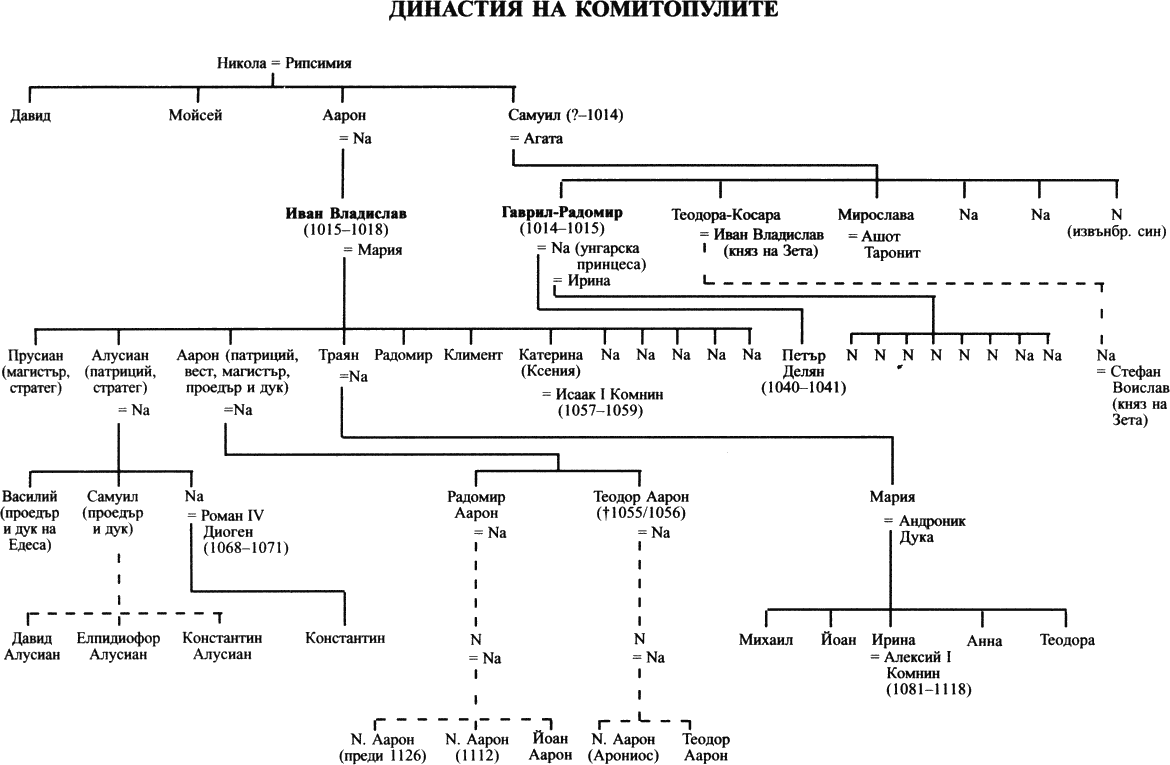 ДИНАСТИЯ НА КОМИТОПУЛИТЕ
Никола = Рипсимия
Давид
Мойсей
Аарон
= Na
Самуил (?–1014)
= Агата
Иван Владислав
(1015–1018)
= Мария
Гаврил-Радомир
(1014–1015)
= Na (унгарска
принцеса)
= Ирина
Теодора-Косара
= Иван Владислав
(княз на Зета)
Мирослава
= Ашот
Таронит
Na
Na
N
(извънбр. син)
Прусиан
(магистър,
стратег)
Алусиан
(патриций,
стратег)
= Na
Аарон (патриций,
вест, магистър,
проедър и дук)
=Na
Траян
=Na
Радомир
Климент
Катерина
(Ксения)
= Исаак I Комнин
(1057–1059)
Na
Na
Na
Na
Na
Петър
Делян
(1040–1041)
N
N
N
N
N
N
Na
Na
Na
= Стефан
Воислав
(княз на
Зета)
Василий
(проедър
и дук на
Едеса)
Самуил
(проедър
и дук)
Na
= Роман IV
Диоген
(1068–1071)
Радомир
Аарон
= Na
Теодор Аарон
(†1055/1056)
= Na
Мария
= Андроник
Дука
Давид
Алусиан
Елпидиофор
Алусиан
Константин
Алусиан
Константин
N
= Na
N
= Na
Михаил
Йоан
Ирина
= Алексий I
Комнин
(1081–1118)
Анна
Теодора
N. Аарон
(преди 1126)
N. Аарон
(1112)
Йоан
Аарон
N. Аарон
(Арониос)
Теодор
Аарон